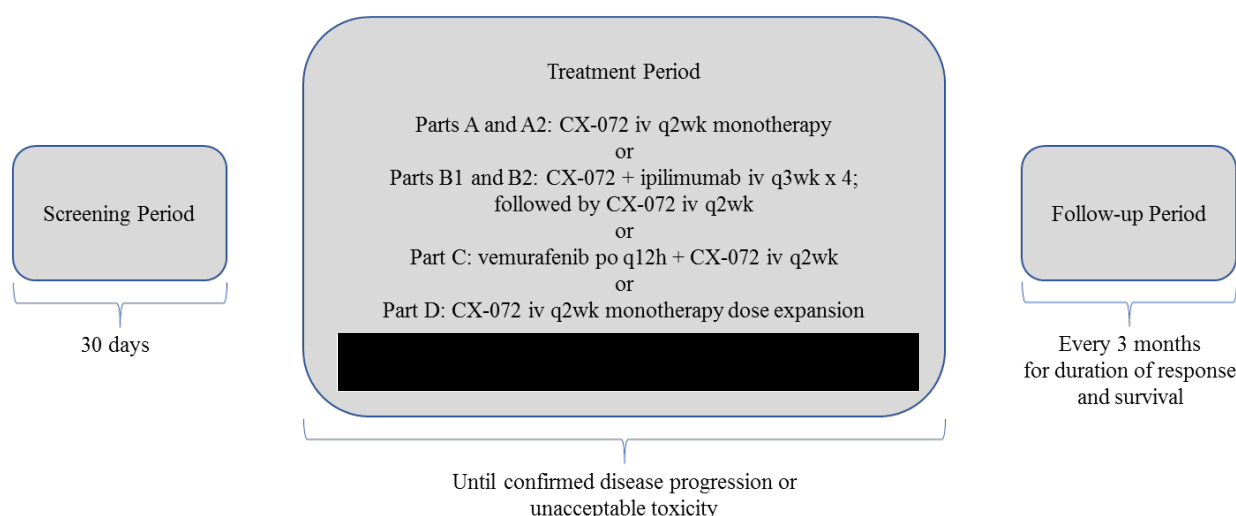 Screening Period
30 days
Treatment Period
Parts A and A2: CX-072 iv q2wk monotherapy
or
Parts B1 and B2: CX-072 + ipilimumab iv q3wk x 4;
followed by CX-072 iv q2wk
or
Part C: vemurafenib po q12h + CX-072 iv q2wk
or
Part D: CX-072 iv q2wk monotherapy dose expansion
Until confirmed disease progression or
unacceptable toxicity
Follow-up Period
Every 3 months
for duration of response
and survival